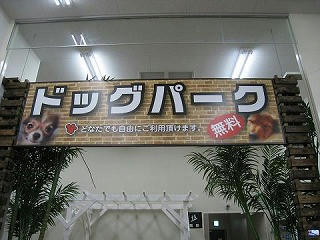 ドッグパーク
どなたでも自由にご利用頂けます。
無料